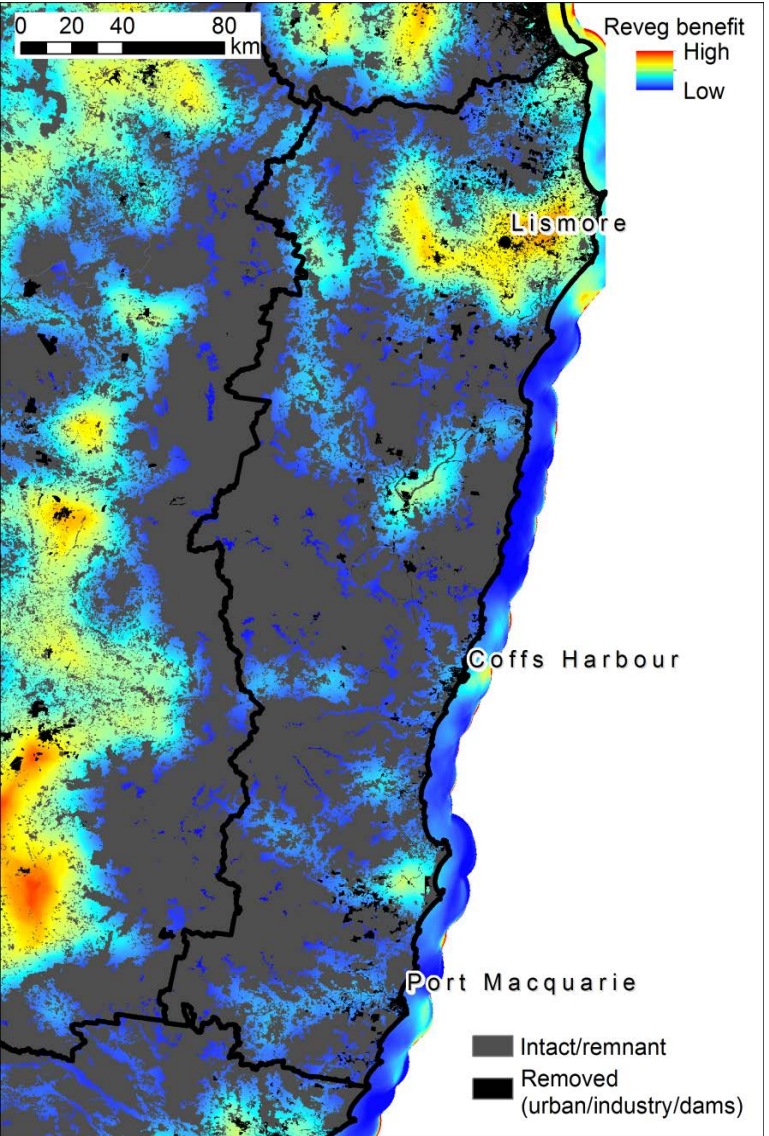 0 20 40 80
km
Reveg benefit
High
Low
Lismore
Coffs Harbour
Port Macquarie
Intact/remnant
Removed
(urban/industry/dams)